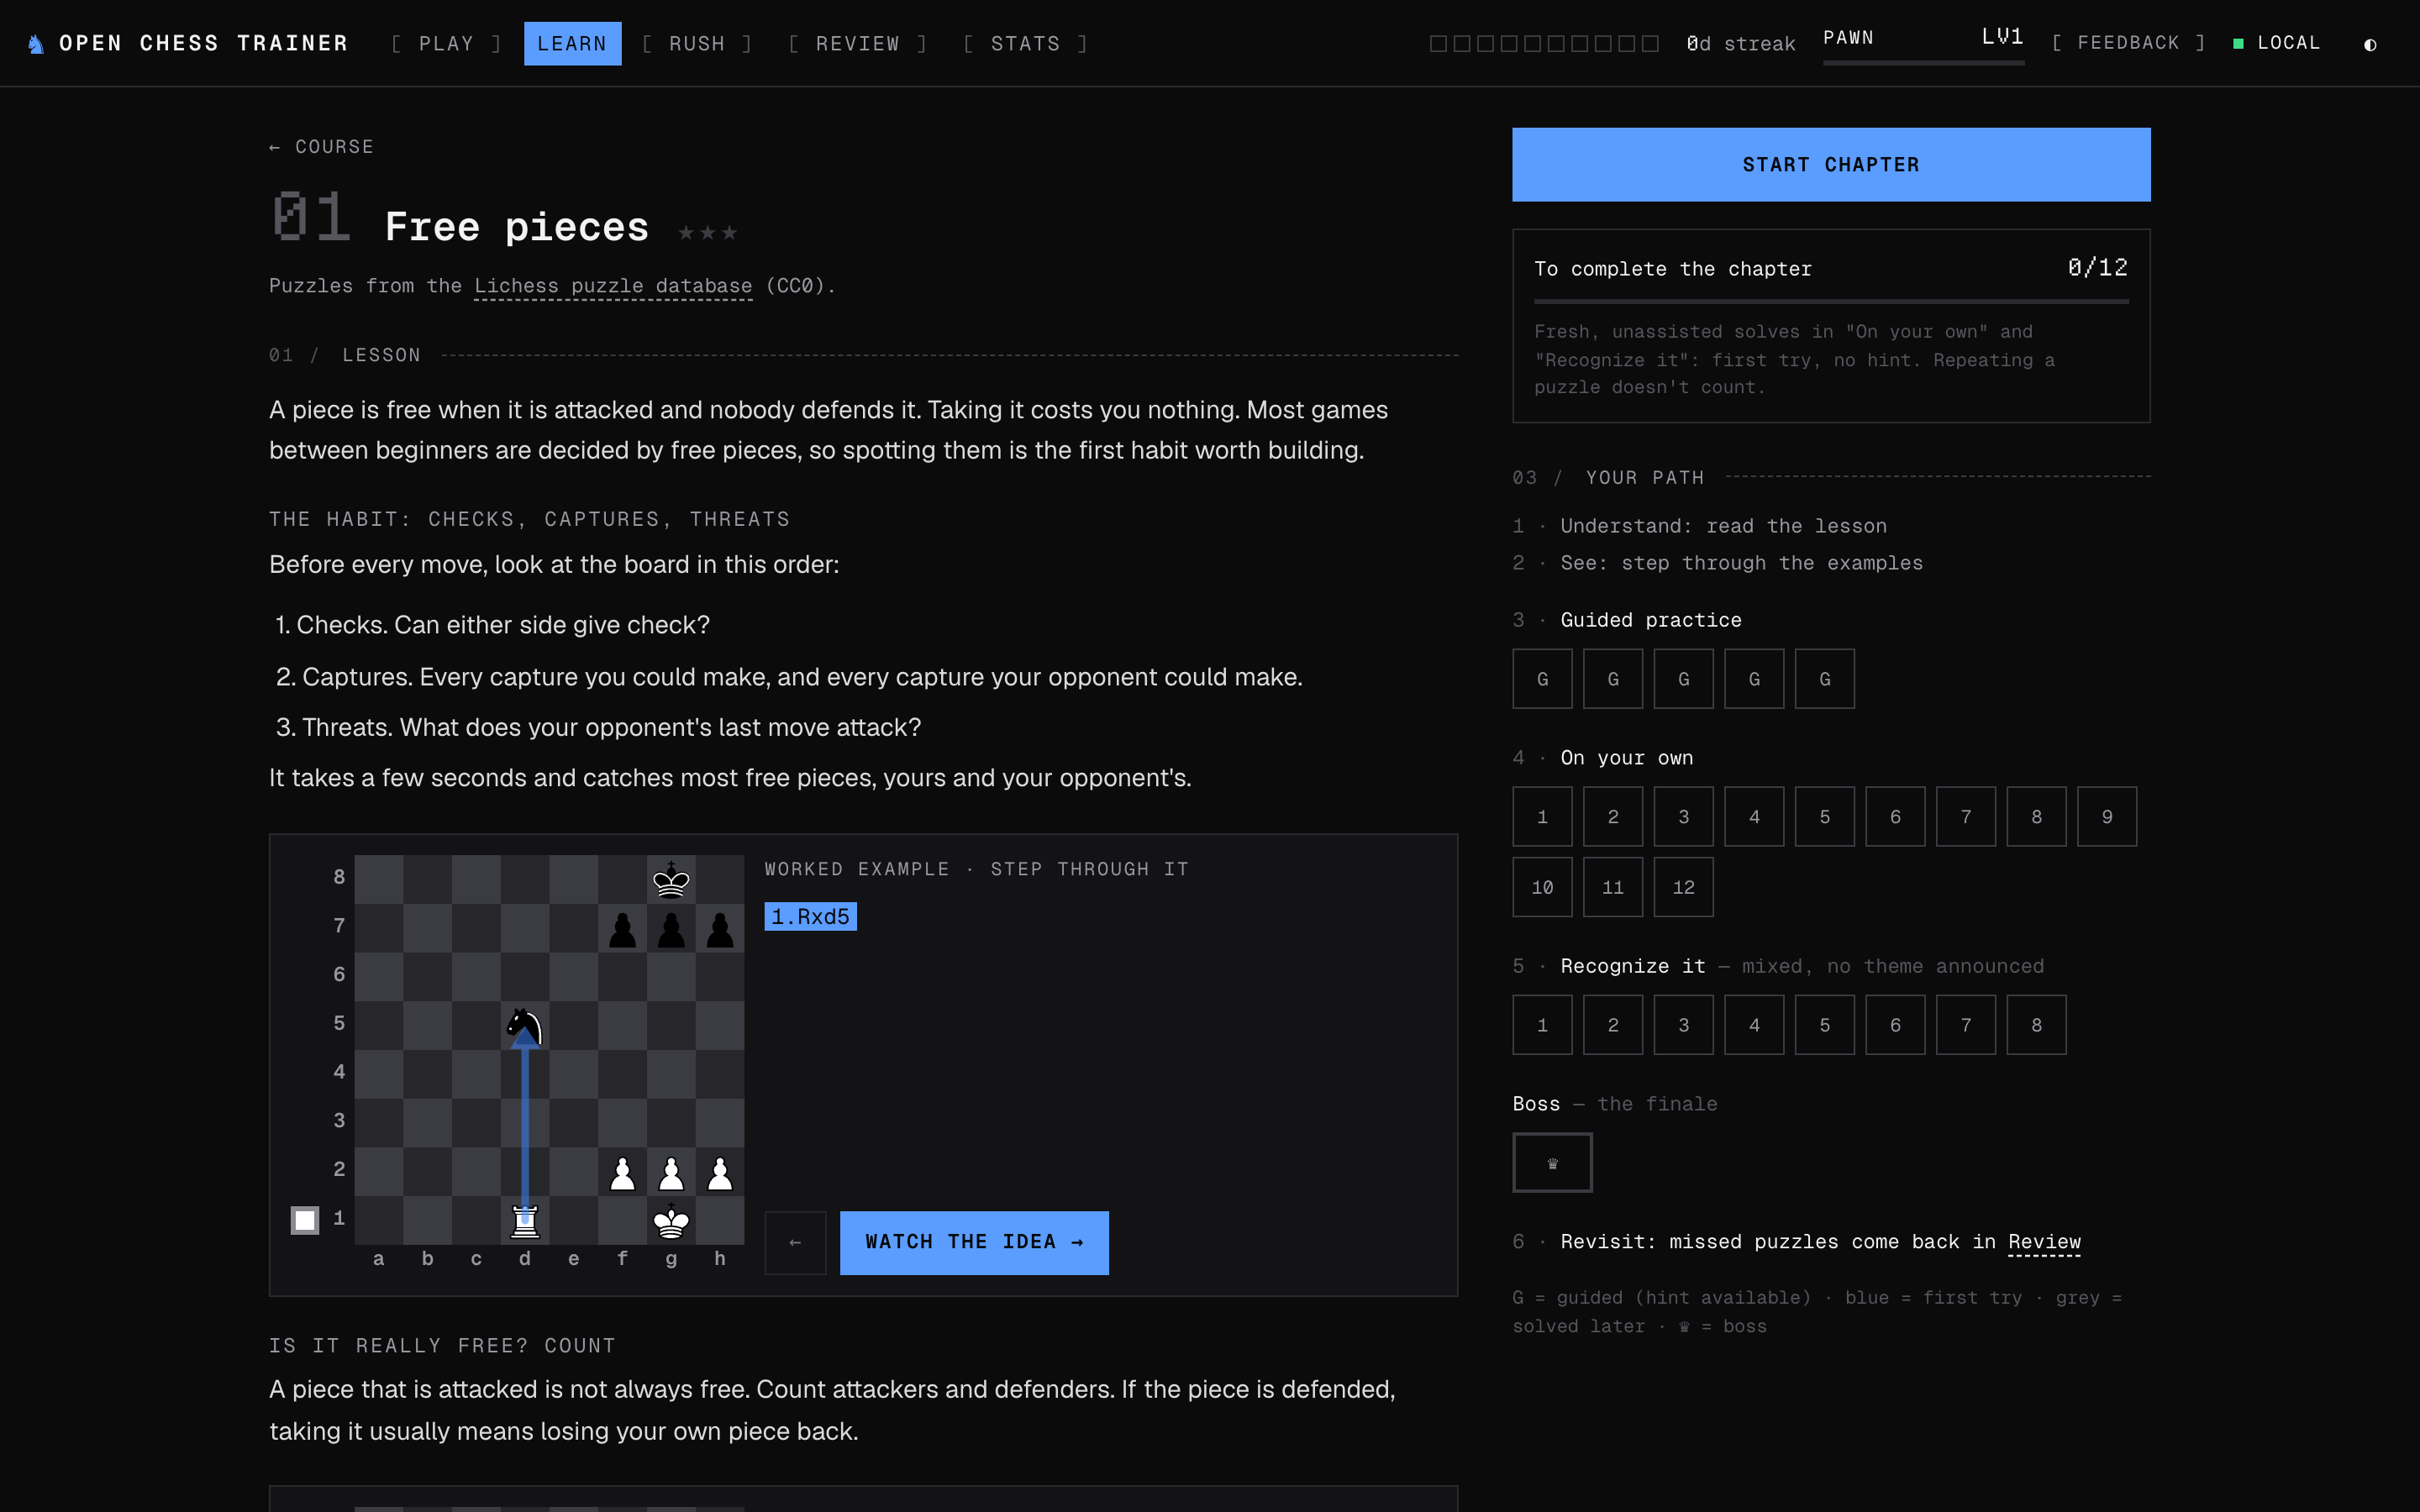 ♞ OPEN CHESS TRAINER [ PLAY ] LEARN [ RUSH ] [ REVIEW ] [ STATS ] 0d streak PAWN LV1 [ FEEDBACK ] LOCAL
← COURSE
01 Free pieces ★★★
Puzzles from the Lichess puzzle database (CC0).
01 / LESSON
A piece is free when it is attacked and nobody defends it. Taking it costs you nothing. Most games
between beginners are decided by free pieces, so spotting them is the first habit worth building.
THE HABIT: CHECKS, CAPTURES, THREATS
Before every move, look at the board in this order:
1. Checks. Can either side give check?
2. Captures. Every capture you could make, and every capture your opponent could make.
3. Threats. What does your opponent's last move attack?
It takes a few seconds and catches most free pieces, yours and your opponent's.
8
7
6
5
4
3
2
1
a b c d e f g h
WORKED EXAMPLE · STEP THROUGH IT
1.Rxd5
← WATCH THE IDEA →
IS IT REALLY FREE? COUNT
A piece that is attacked is not always free. Count attackers and defenders. If the piece is defended,
taking it usually means losing your own piece back.
START CHAPTER
To complete the chapter 0/12
Fresh, unassisted solves in "On your own" and
"Recognize it": first try, no hint. Repeating a
puzzle doesn't count.
03 / YOUR PATH
1 · Understand: read the lesson
2 · See: step through the examples
3 · Guided practice
G G G G G
4 · On your own
1 2 3 4 5 6 7 8 9
10 11 12
5 · Recognize it — mixed, no theme announced
1 2 3 4 5 6 7 8
Boss — the finale
♛
6 · Revisit: missed puzzles come back in Review
G = guided (hint available) · blue = first try · grey =
solved later · ♛ = boss